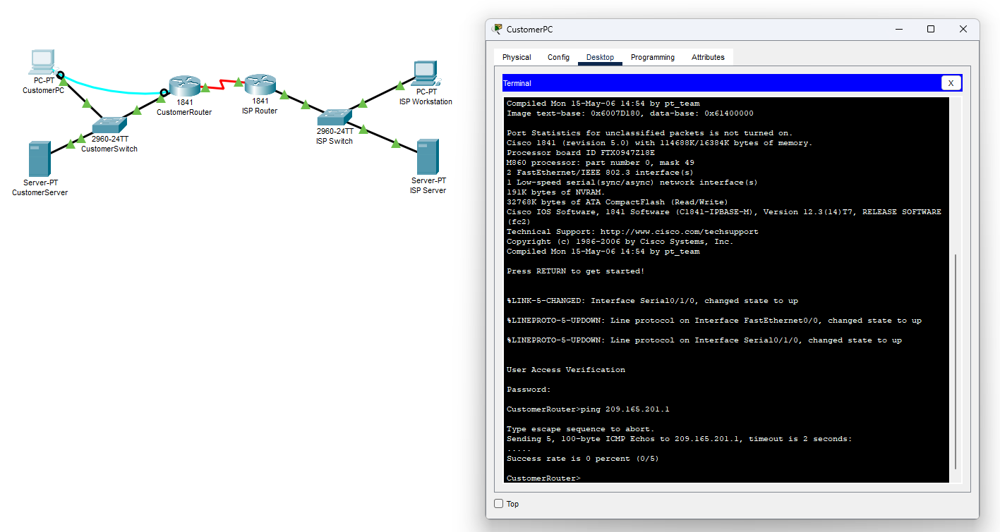 PC-PT
CustomerPC
1841
CustomerRouter
1841
ISP Router
PC-PT
ISP Workstation
2960-24TT
CustomerSwitch
2960-24TT
ISP Switch
Server-PT
CustomerServer
Server-PT
ISP Server
CustomerPC
Physical Config Desktop Programming Attributes
Terminal
X
Compiled Mon 15-May-06 14:54 by pt_team
Image text-base: 0x6007D180, data-base: 0x61400000
Port Statistics for unclassified packets is not turned on.
Cisco 1841 (revision 5.0) with 114688K/16384K bytes of memory.
Processor board ID FTX0947Z18E
M860 processor: part number 0, mask 49
2 FastEthernet/IEEE 802.3 interface(s)
1 Low-speed serial(sync/async) network interface(s)
191K bytes of NVRAM.
32768K bytes of ATA CompactFlash (Read/Write)
Cisco IOS Software, 1841 Software (C1841-IPBASE-M), Version 12.3(14)T7, RELEASE SOFTWARE
(fc2)
Technical Support: http://www.cisco.com/techsupport
Copyright (c) 1986-2006 by Cisco Systems, Inc.
Compiled Mon 15-May-06 14:54 by pt_team
Press RETURN to get started!
%LINK-5-CHANGED: Interface Serial0/1/0, changed state to up
%LINEPROTO-5-UPDOWN: Line protocol on Interface FastEthernet0/0, changed state to up
%LINEPROTO-5-UPDOWN: Line protocol on Interface Serial0/1/0, changed state to up
User Access Verification
Password:
CustomerRouter>ping 209.165.201.1
Type escape sequence to abort.
Sending 5, 100-byte ICMP Echos to 209.165.201.1, timeout is 2 seconds:
.....
Success rate is 0 percent (0/5)
CustomerRouter>
Top